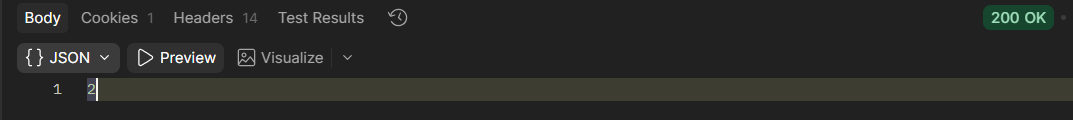 Body Cookies 1 Headers 14 Test Results 200 OK
{} JSON Preview Visualize
1 2